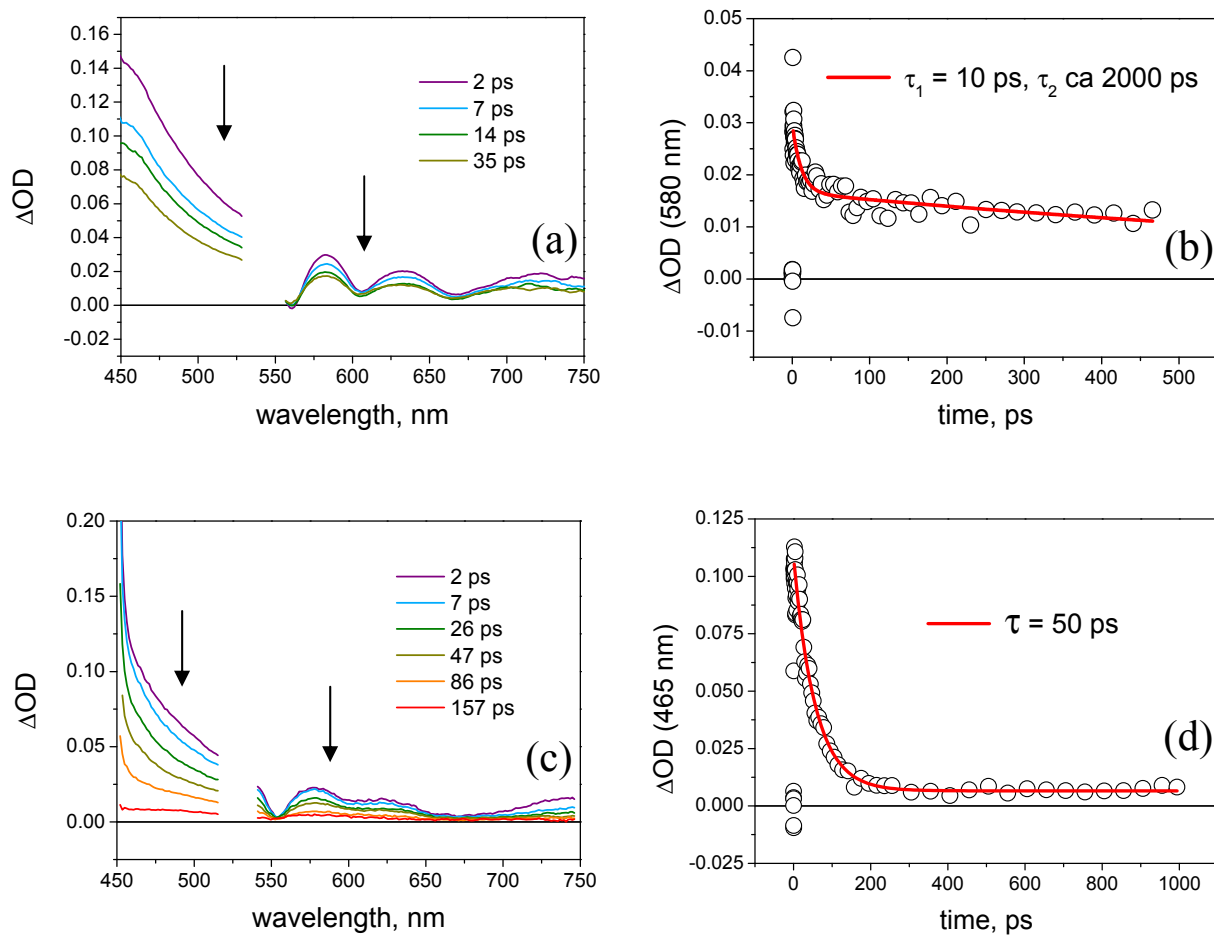 0.16
0.14
0.12
0.10
0.08
0.06
0.04
0.02
0.00
-0.02
ΔOD
2 ps
7 ps
14 ps
35 ps
(a)
450 500 550 600 650 700 750
wavelength, nm
0.05
0.04
0.03
0.02
0.01
0.00
-0.01
ΔOD (580 nm)
τ₁ = 10 ps, τ₂ ca 2000 ps
(b)
0 100 200 300 400 500
time, ps
0.20
0.15
0.10
0.05
0.00
ΔOD
2 ps
7 ps
26 ps
47 ps
86 ps
157 ps
(c)
450 500 550 600 650 700 750
wavelength, nm
0.125
0.100
0.075
0.050
0.025
0.000
-0.025
ΔOD (465 nm)
τ = 50 ps
(d)
0 200 400 600 800 1000
time, ps